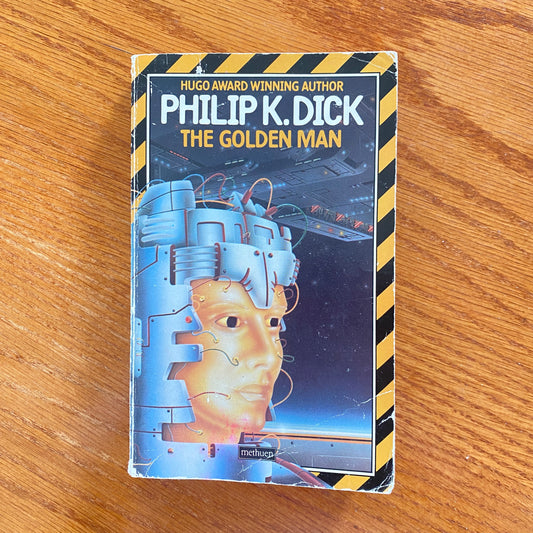 HUGO AWARD WINNING AUTHOR
PHILIP K. DICK
THE GOLDEN MAN
methuen